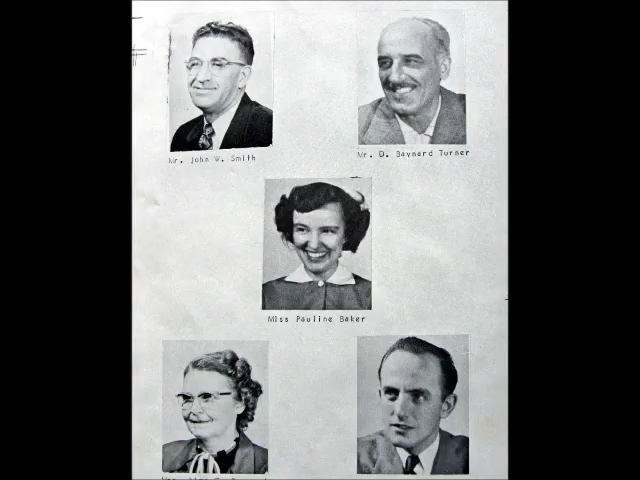 Mr. John W. Smith
Mr. D. Baynard Turner
Miss Pauline Baker